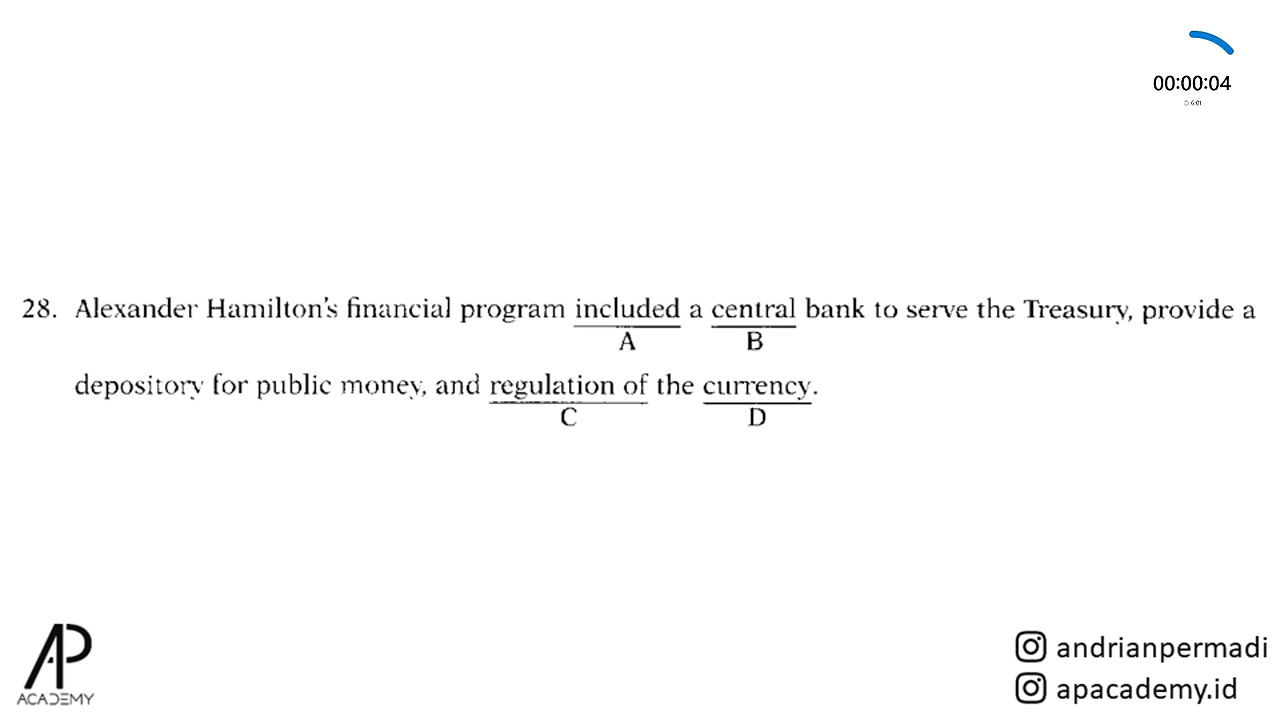 00:00:04
28. Alexander Hamilton's financial program included a central bank to serve the Treasury, provide a
A B
depository for public money, and regulation of the currency.
C D
AP
ACADEMY
andrianpermadi
apacademy.id